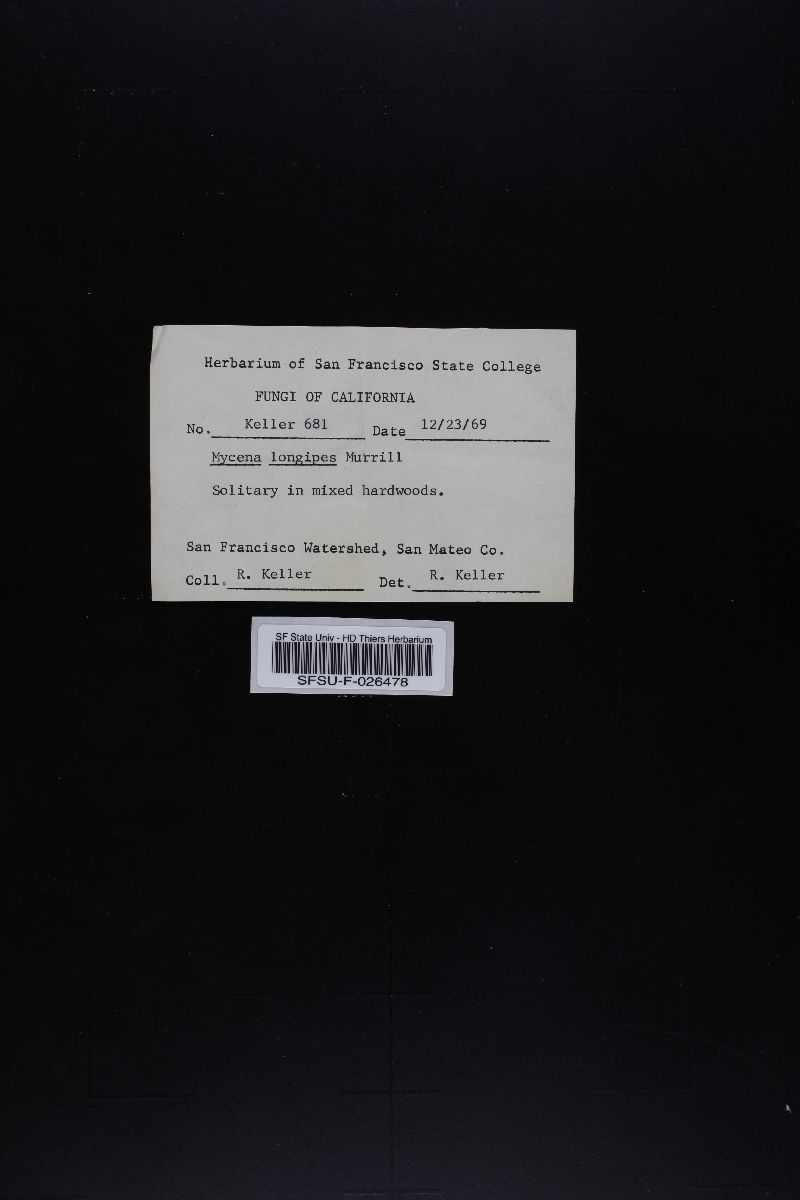 Herbarium of San Francisco State College
FUNGI OF CALIFORNIA
No. Keller 681 Date 12/23/69
Mycena longipes Murrill
Solitary in mixed hardwoods.
San Francisco Watershed, San Mateo Co.
Coll. R. Keller Det. R. Keller
SF State Univ - HD Thiers Herbarium
SFSU-F-026478